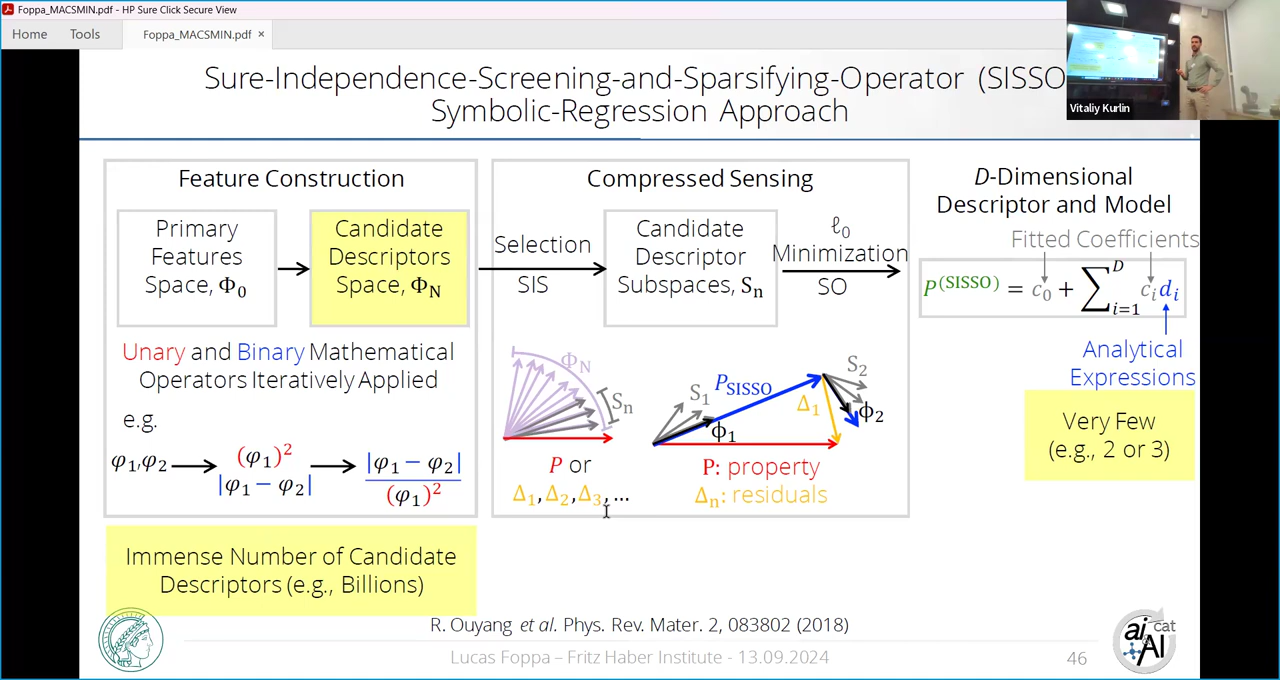 Foppa_MACSMIN.pdf - HP Sure Click Secure View
Home Tools Foppa_MACSMIN.pdf ×
Sure-Independence-Screening-and-Sparsifying-Operator (SISSO
Symbolic-Regression Approach
Vitaliy Kurlin
Feature Construction
Primary
Features
Space, Φ₀
Candidate
Descriptors
Space, Φ_N
Unary and Binary Mathematical
Operators Iteratively Applied
e.g.
φ₁,φ₂ → (φ₁)² |φ₁ − φ₂| → |φ₁ − φ₂| / (φ₁)²
Immense Number of Candidate
Descriptors (e.g., Billions)
Compressed Sensing
Selection
SIS
Candidate
Descriptor
Subspaces, Sₙ
ℓ₀
Minimization
SO
Φ_N
Sₙ
P or
Δ₁, Δ₂, Δ₃, ...
S₁
P_SISSO
ϕ₁
Δ₁
S₂
ϕ₂
P: property
Δₙ: residuals
D-Dimensional
Descriptor and Model
Fitted Coefficients
P^(SISSO) = c₀ + ∑_{i=1}^{D} cᵢdᵢ
Analytical
Expressions
Very Few
(e.g., 2 or 3)
R. Ouyang et al. Phys. Rev. Mater. 2, 083802 (2018)
Lucas Foppa – Fritz Haber Institute - 13.09.2024
46
ai cat
AI